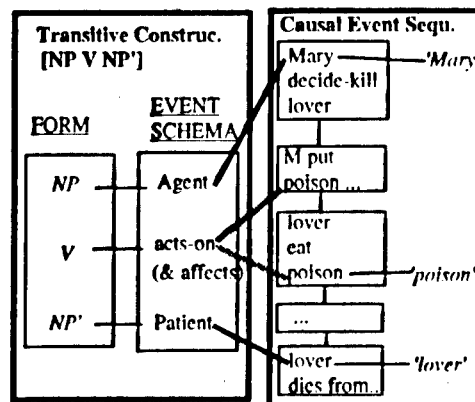 Transitive Construc.
[NP V NP']
FORM
EVENT
SCHEMA
NP
Agent
V
acts-on
(& affects)
NP'
Patient
Causal Event Sequ.
Mary
decide-kill
lover
'Mary
M put
poison ...
lover
eat
poison
'poison'
...
lover
dies from..
'lover'